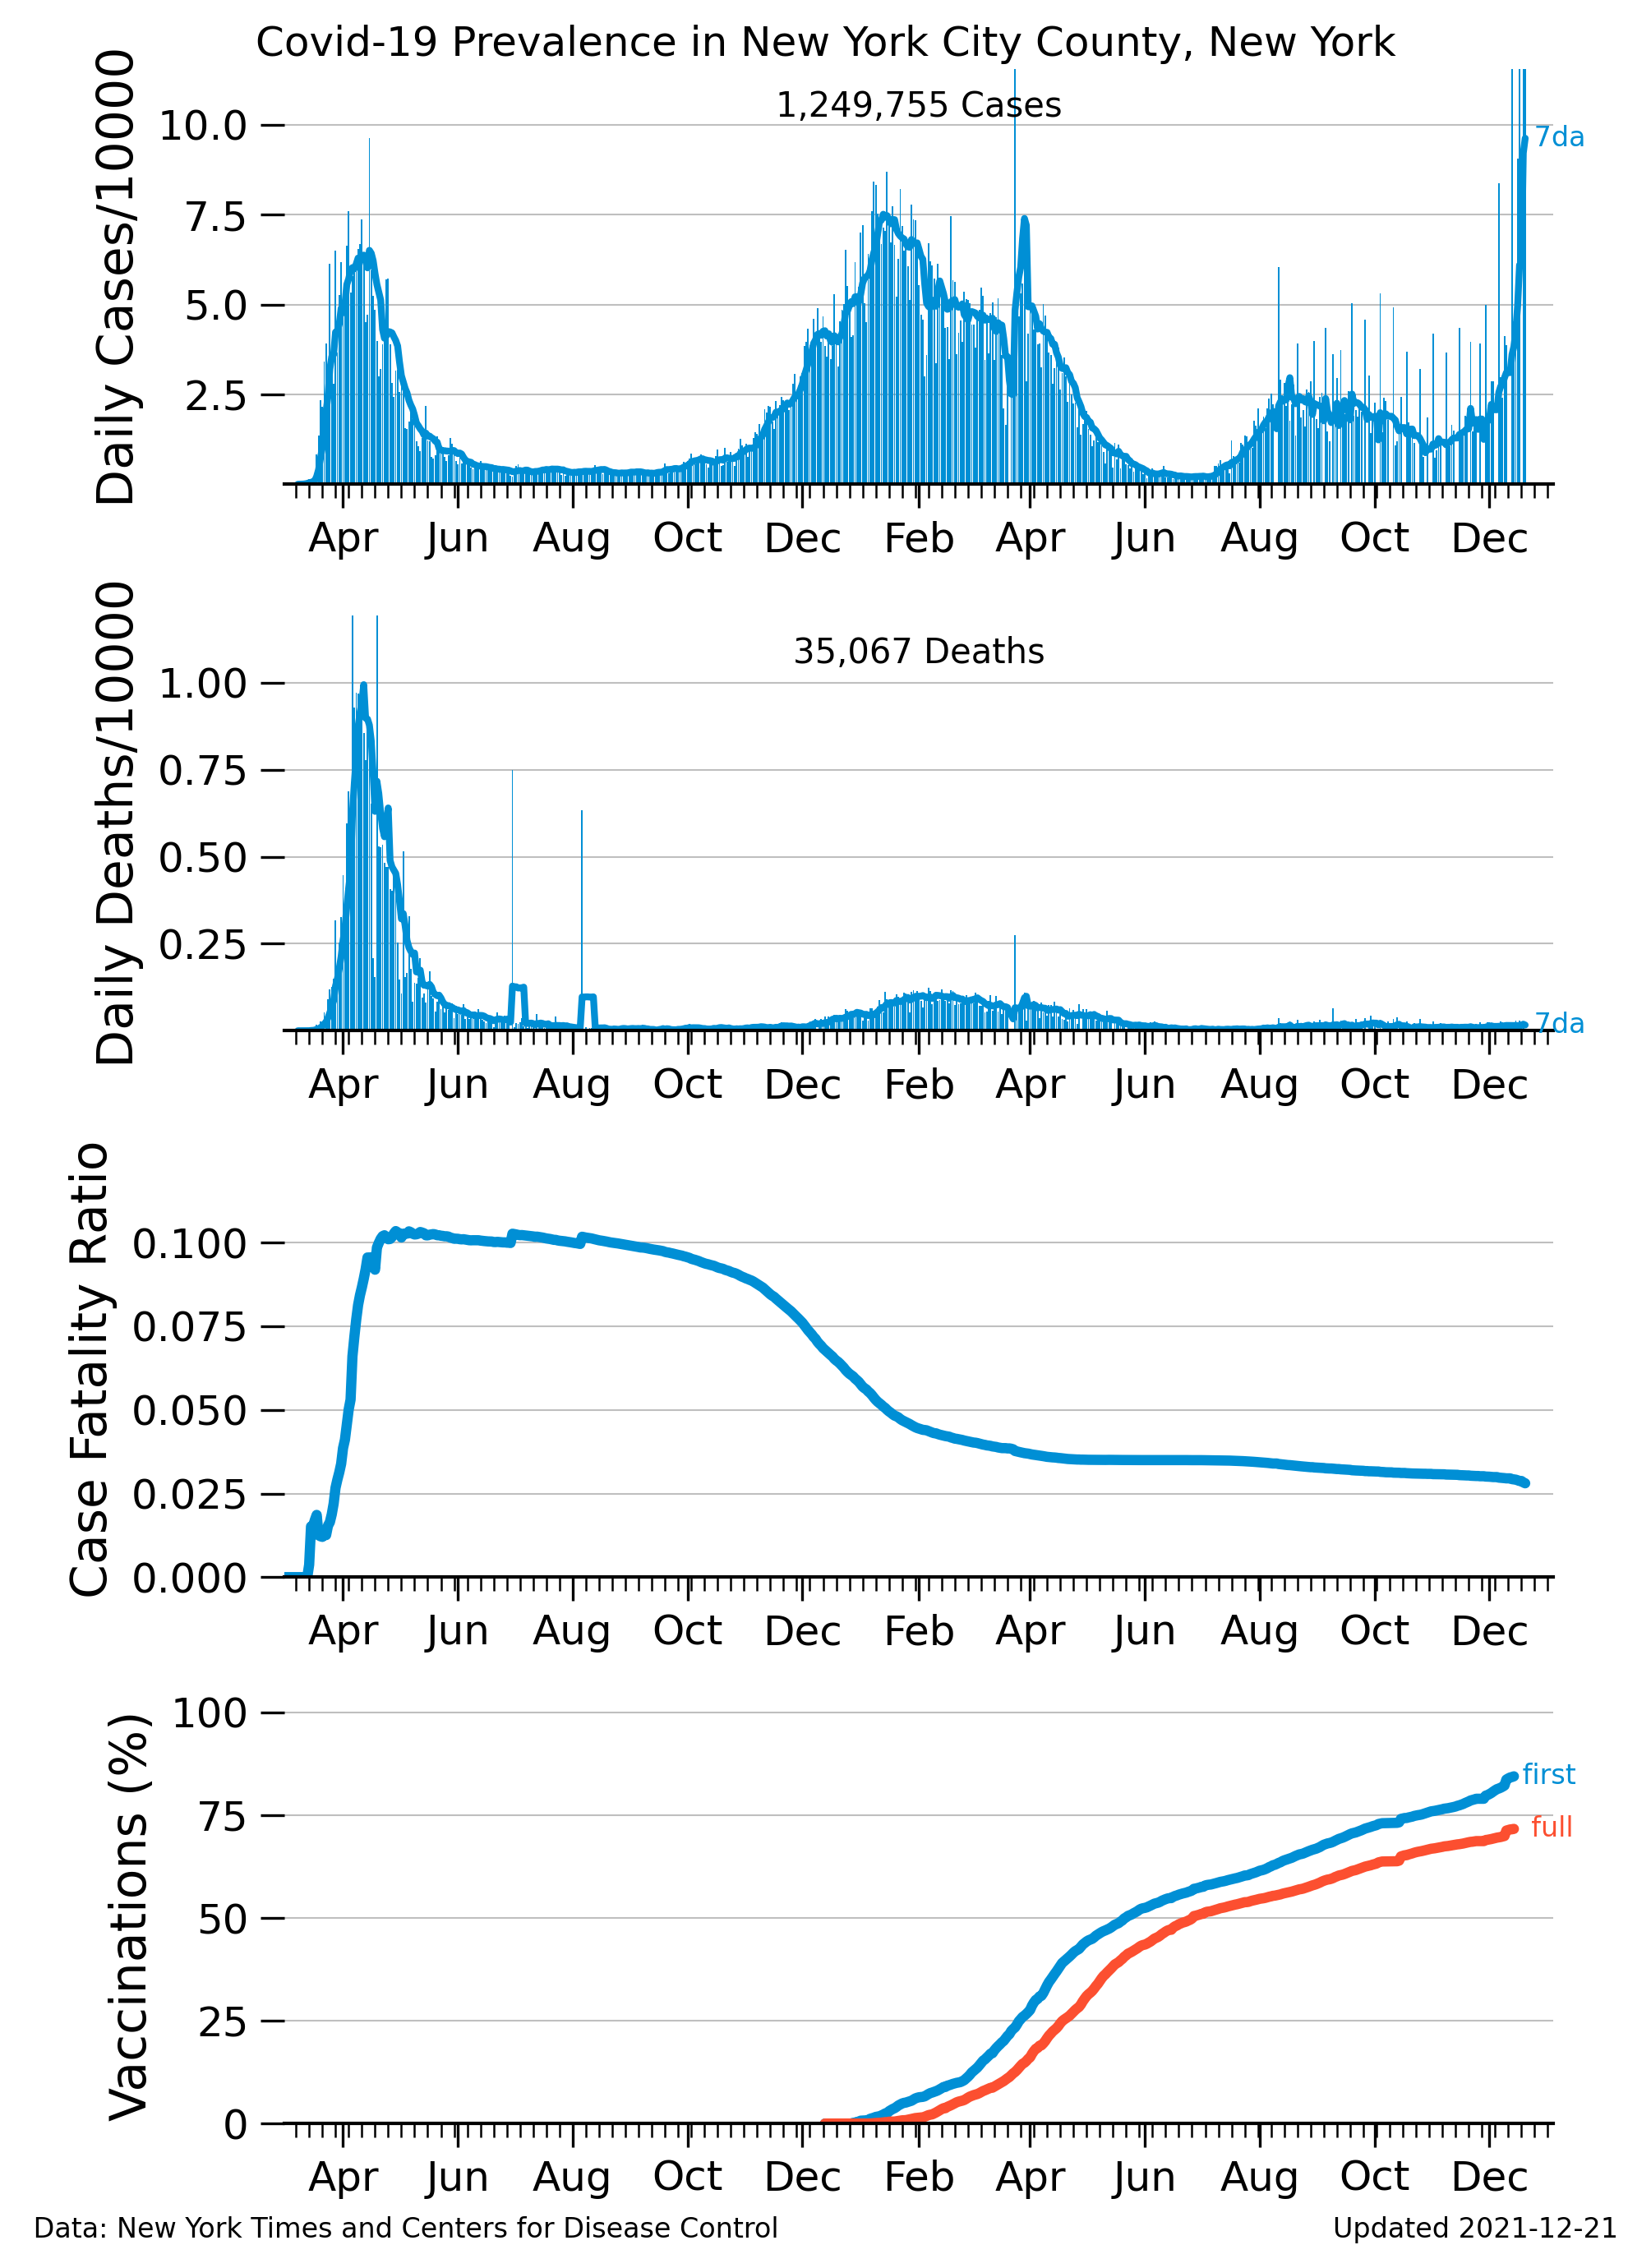 Covid-19 Prevalence in New York City County, New York
Daily Cases/10000
1,249,755 Cases
10.0
7.5
5.0
2.5
7da
Apr Jun Aug Oct Dec Feb Apr Jun Aug Oct Dec
Daily Deaths/10000
35,067 Deaths
1.00
0.75
0.50
0.25
7da
Apr Jun Aug Oct Dec Feb Apr Jun Aug Oct Dec
Case Fatality Ratio
0.100
0.075
0.050
0.025
0.000
Apr Jun Aug Oct Dec Feb Apr Jun Aug Oct Dec
Vaccinations (%)
100
75
50
25
0
first
full
Apr Jun Aug Oct Dec Feb Apr Jun Aug Oct Dec
Data: New York Times and Centers for Disease Control
Updated 2021-12-21